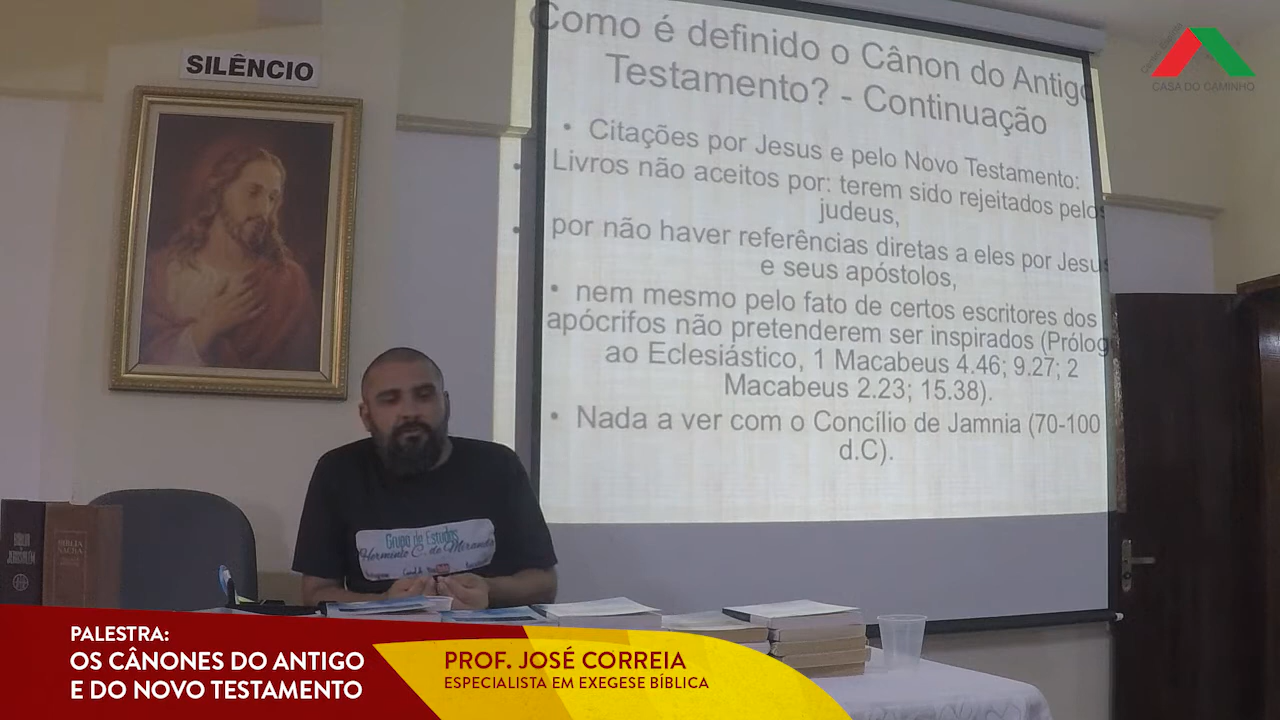 SILÊNCIO
Como é definido o Cânon do Antigo
Testamento? - Continuação
• Citações por Jesus e pelo Novo Testamento:
• Livros não aceitos por: terem sido rejeitados pelos
judeus,
• por não haver referências diretas a eles por Jesus
e seus apóstolos,
• nem mesmo pelo fato de certos escritores dos
apócrifos não pretenderem ser inspirados (Prólogo
ao Eclesiástico, 1 Macabeus 4.46; 9.27; 2
Macabeus 2.23; 15.38).
• Nada a ver com o Concílio de Jamnia (70-100
d.C).
CASA DO CAMINHO
Grupo de Estudos
Herminio C. de Miranda
BÍBLIA
DE
JERUSALÉM
BÍBLIA
SACRA
PALESTRA:
OS CÂNONES DO ANTIGO
E DO NOVO TESTAMENTO
PROF. JOSÉ CORREIA
ESPECIALISTA EM EXEGESE BÍBLICA